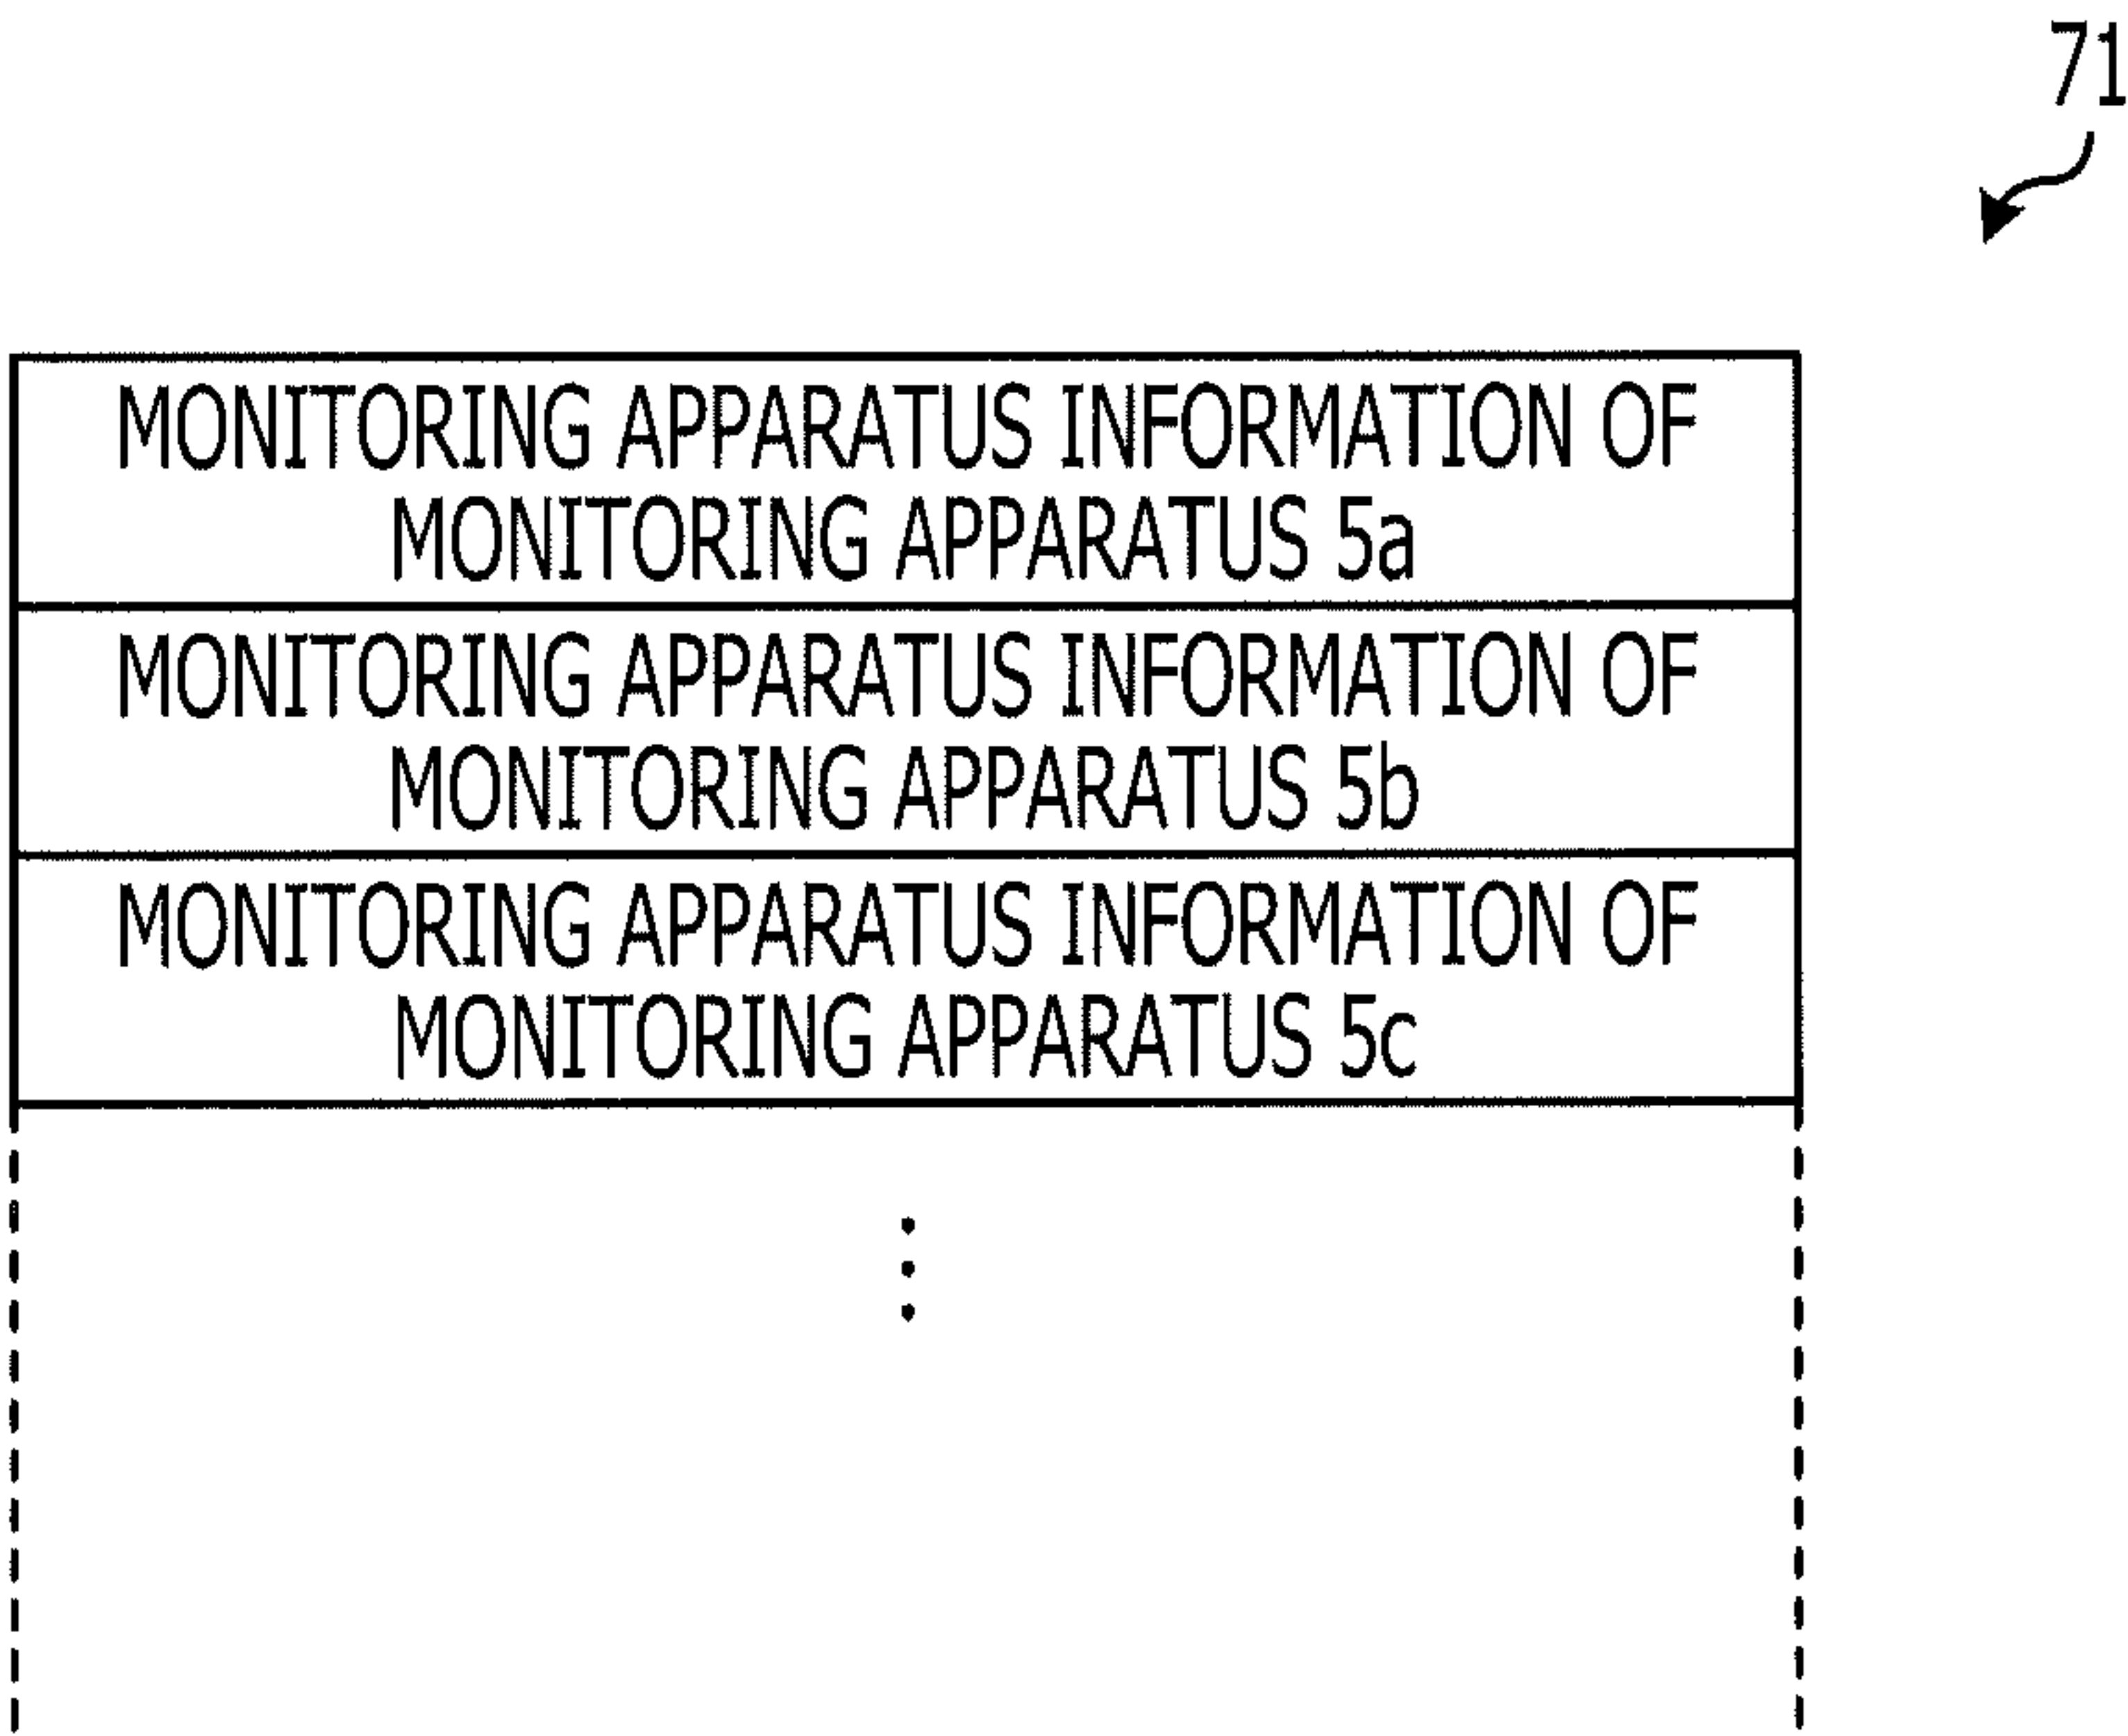 71
MONITORING APPARATUS INFORMATION OF
MONITORING APPARATUS 5a
MONITORING APPARATUS INFORMATION OF
MONITORING APPARATUS 5b
MONITORING APPARATUS INFORMATION OF
MONITORING APPARATUS 5c